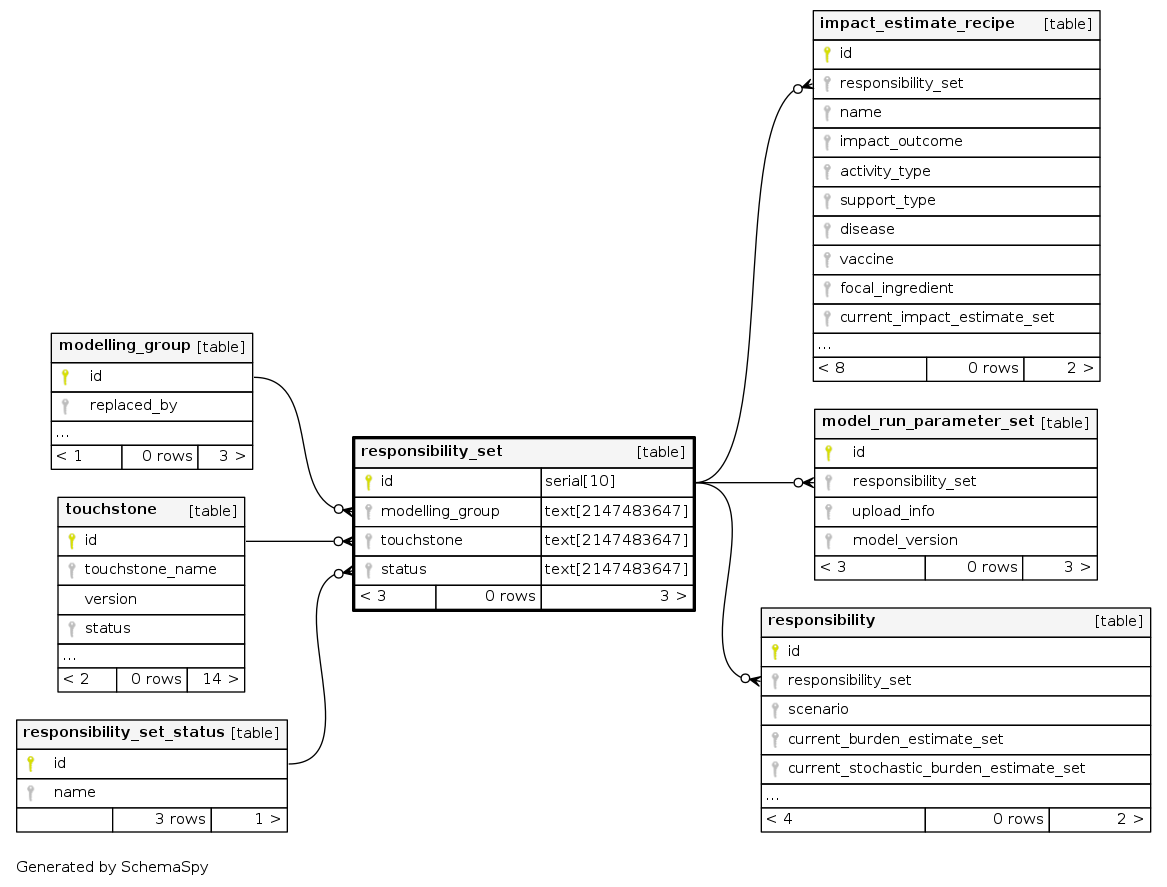 impact_estimate_recipe [table]
id
responsibility_set
name
impact_outcome
activity_type
support_type
disease
vaccine
focal_ingredient
current_impact_estimate_set
...
< 8 0 rows 2 >
modelling_group [table]
id
replaced_by
...
< 1 0 rows 3 >
touchstone [table]
id
touchstone_name
version
status
...
< 2 0 rows 14 >
responsibility_set_status [table]
id
name
3 rows 1 >
responsibility_set [table]
id serial[10]
modelling_group text[2147483647]
touchstone text[2147483647]
status text[2147483647]
< 3 0 rows 3 >
model_run_parameter_set [table]
id
responsibility_set
upload_info
model_version
< 3 0 rows 3 >
responsibility [table]
id
responsibility_set
scenario
current_burden_estimate_set
current_stochastic_burden_estimate_set
...
< 4 0 rows 2 >
Generated by SchemaSpy